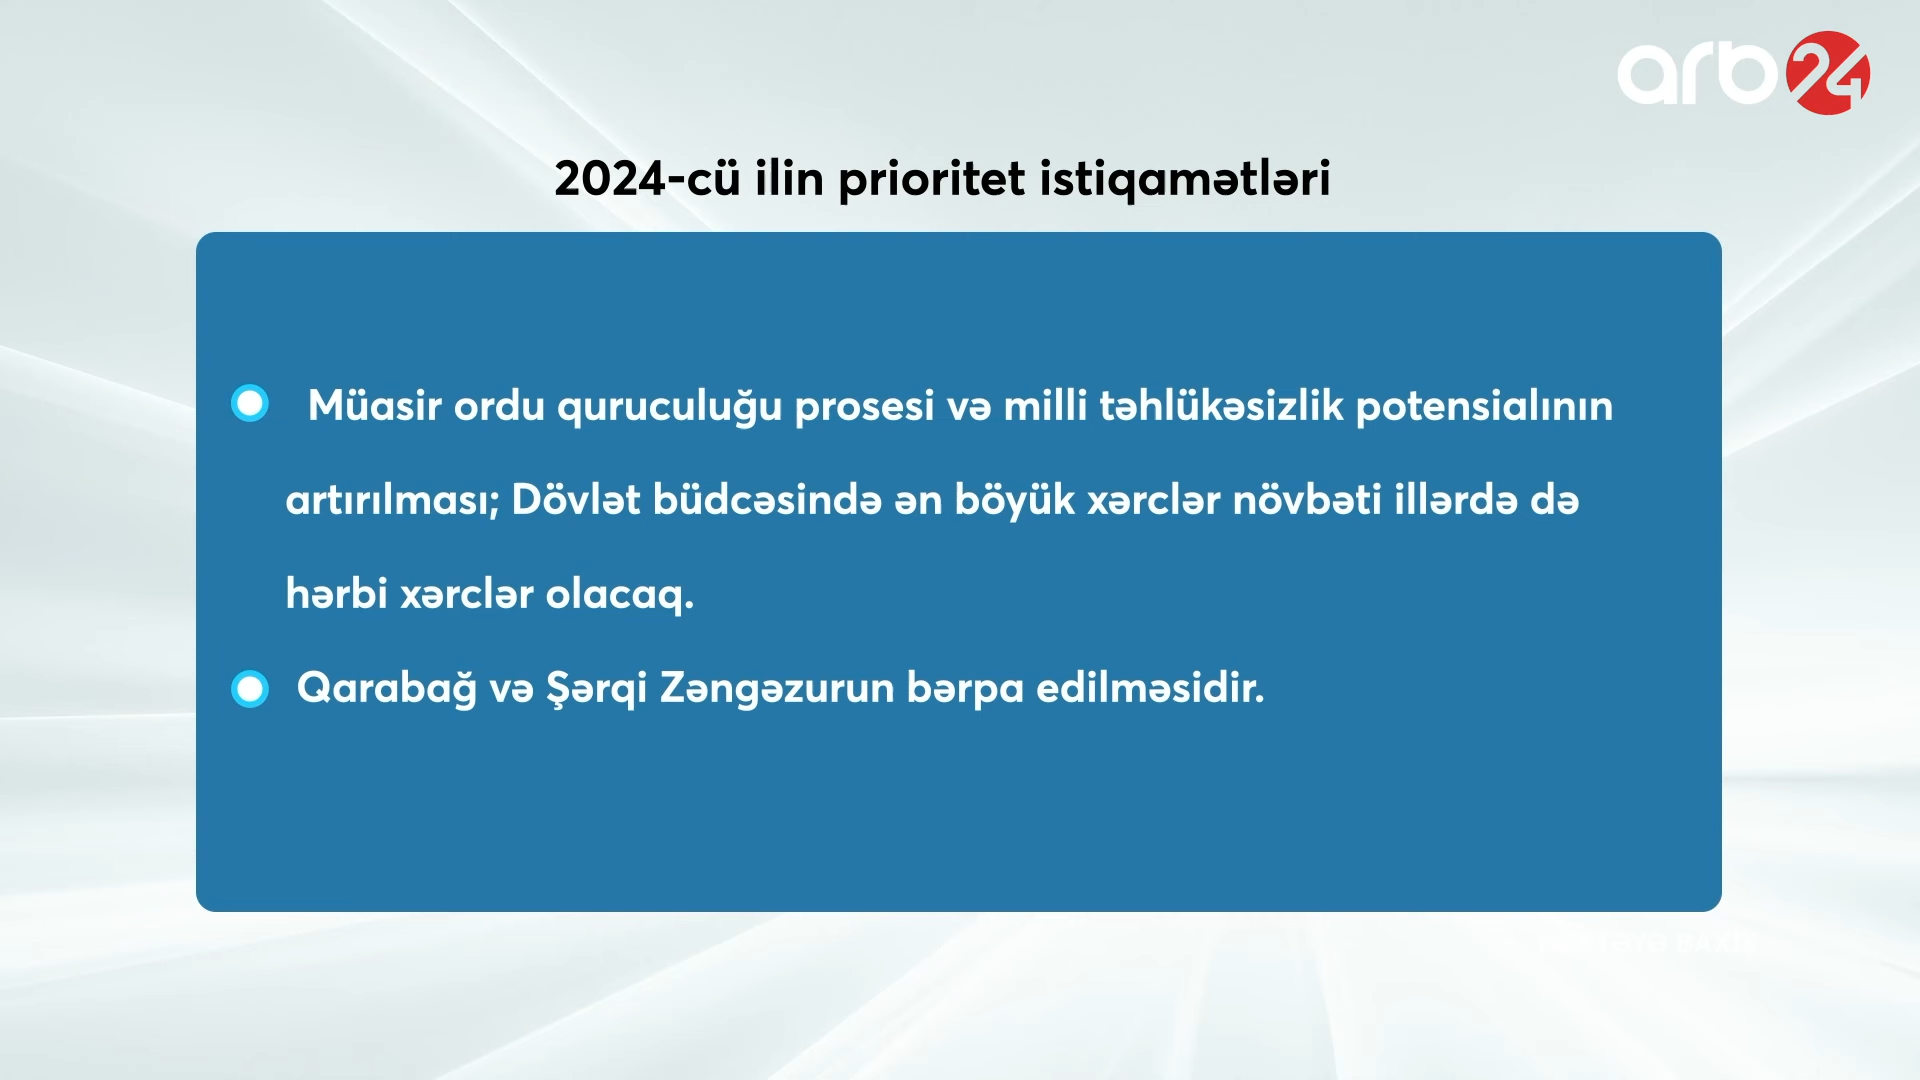 arb24
2024-cü ilin prioritet istiqamətləri
Müasir ordu quruculuğu prosesi və milli təhlükəsizlik potensialının
artırılması; Dövlət büdcəsində ən böyük xərclər növbəti illərdə də
hərbi xərclər olacaq.
Qarabağ və Şərqi Zəngəzurun bərpa edilməsidir.